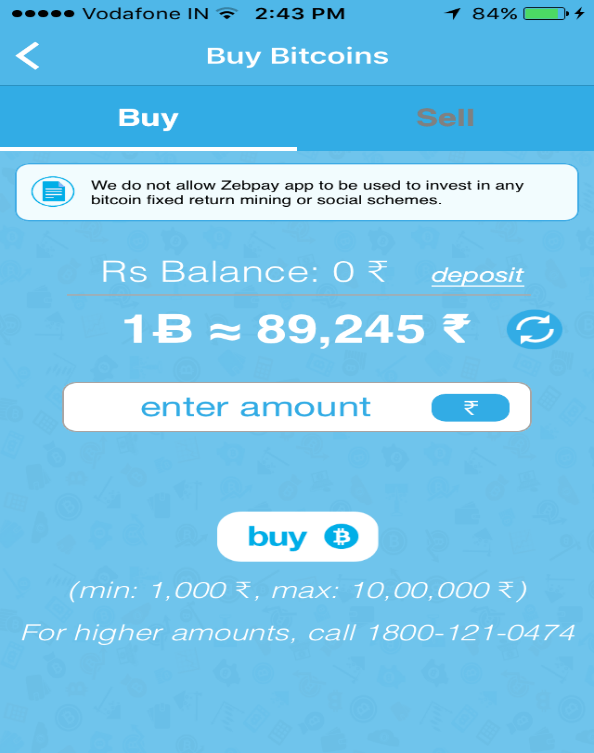 Vodafone IN 2:43 PM 84%
Buy Bitcoins
Buy Sell
We do not allow Zebpay app to be used to invest in any
bitcoin fixed return mining or social schemes.
Rs Balance: 0 ₹ deposit
1Ƀ ≈ 89,245 ₹
enter amount ₹
buy ₿
(min: 1,000 ₹, max: 10,00,000 ₹)
For higher amounts, call 1800-121-0474